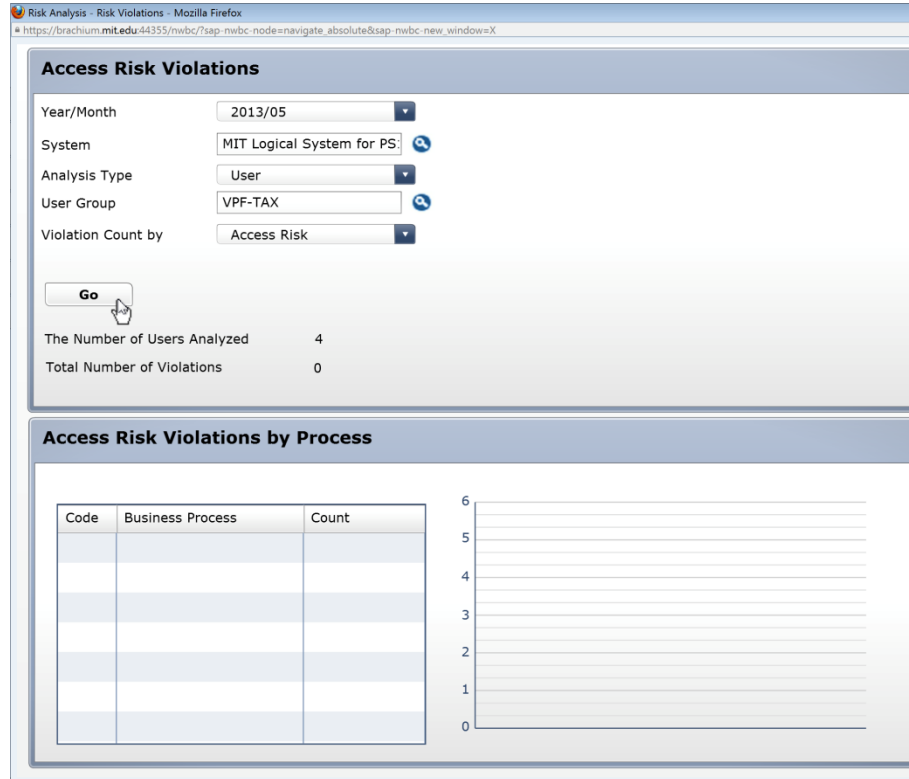 Risk Analysis - Risk Violations - Mozilla Firefox
https://brachium.mit.edu:44355/nwbc/?sap-nwbc-node=navigate_absolute&sap-nwbc-new_window=X
Access Risk Violations
Year/Month 2013/05
System MIT Logical System for PS
Analysis Type User
User Group VPF-TAX
Violation Count by Access Risk
Go
The Number of Users Analyzed 4
Total Number of Violations 0
Access Risk Violations by Process
Code Business Process Count
6
5
4
3
2
1
0